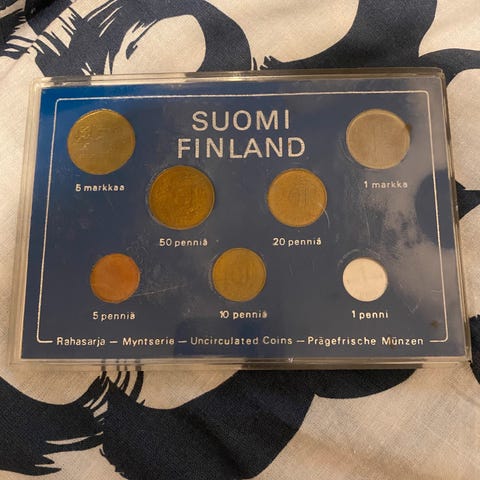 SUOMI
FINLAND
5 markkaa
1 markka
50 penniä
20 penniä
5 penniä
10 penniä
1 penni
Rahasarja — Myntserie — Uncirculated Coins — Prägefrische Münzen